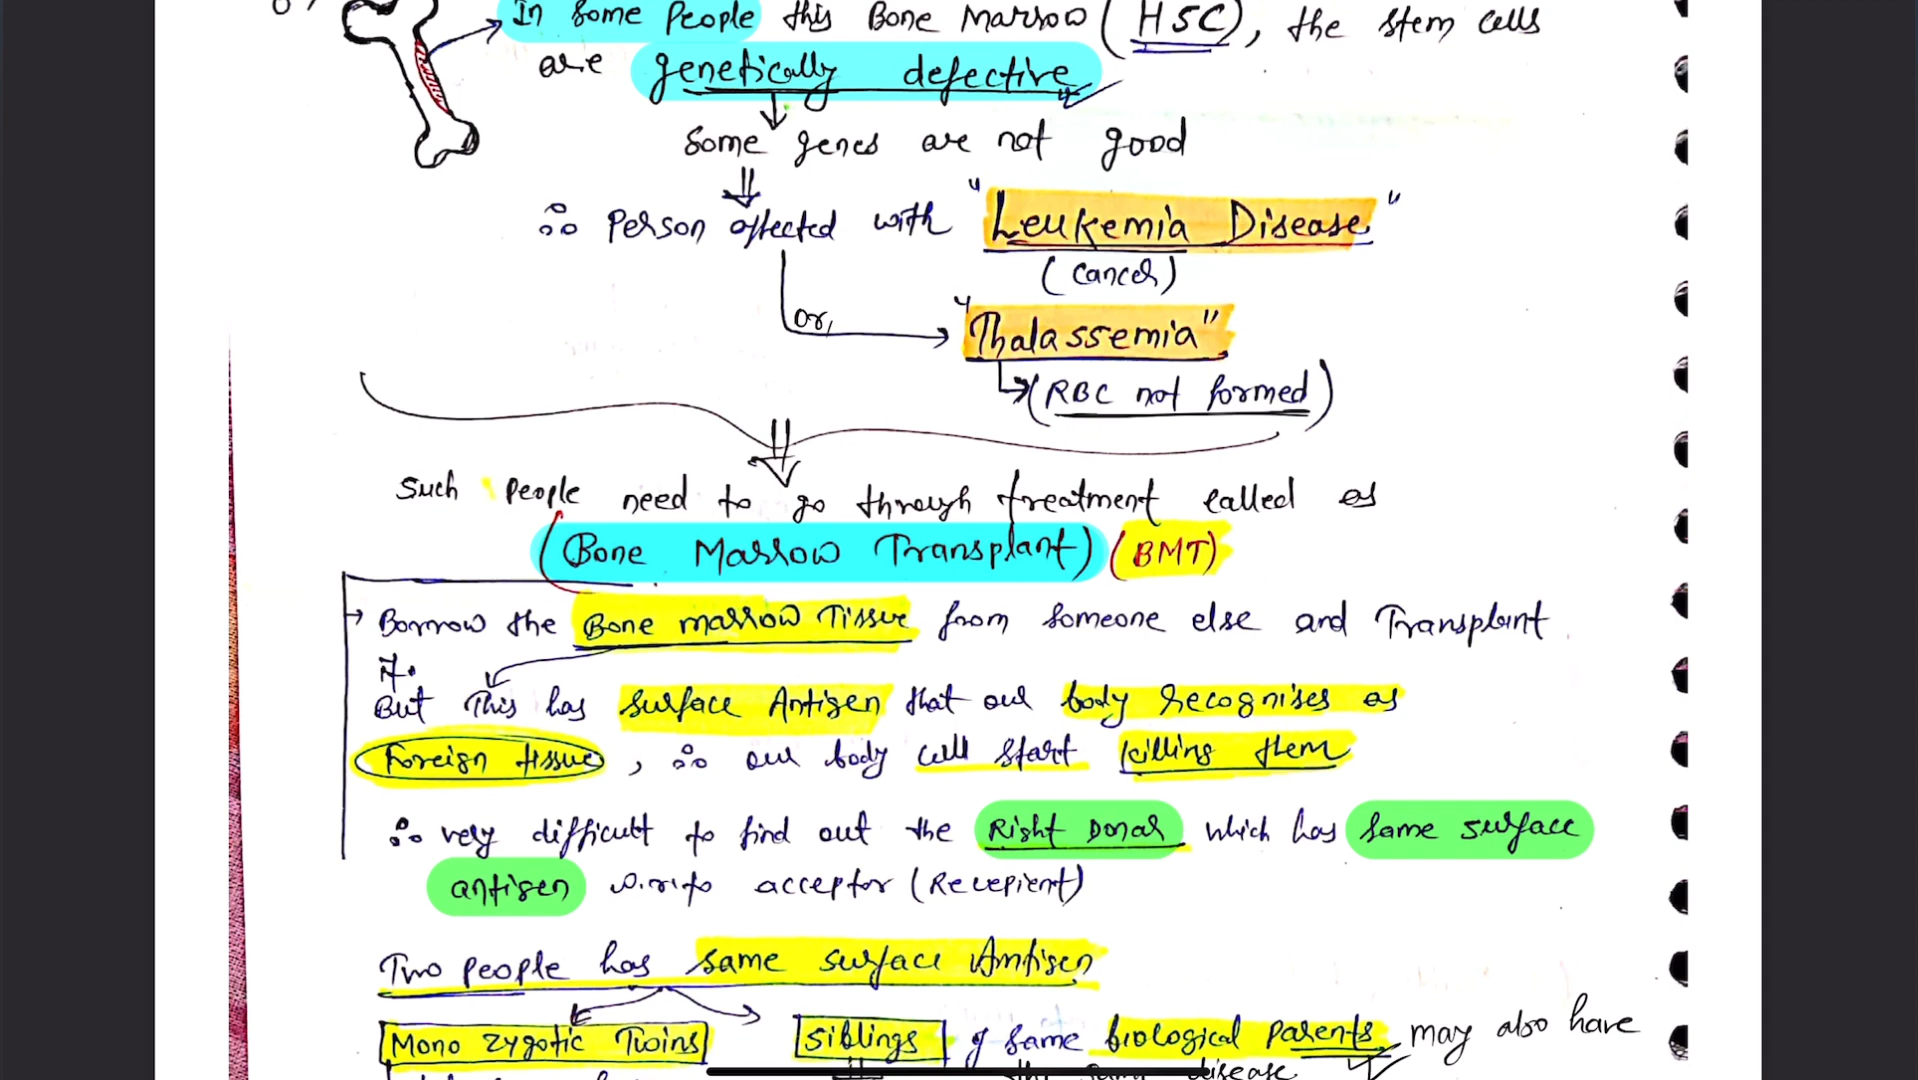 In some people this Bone Marrow (HSC), the stem cells
are genetically defective
some genes are not good
∴ Person affected with "Leukemia Disease"
(cancer)
or,
"Thalassemia"
(RBC not formed)
such people need to go through treatment called as
(Bone Marrow Transplant) (BMT)
→ Borrow the Bone marrow Tissue from someone else and Transplant
it.
But This has surface Antigen that our body recognises as
foreign tissue, ∴ our body cell start killing them
∴ very difficult to find out the Right Donar which has same surface
antigen w.r.to acceptor (Recepient)
Two people has same surface Antigen
Mono zygotic Twins
siblings of same biological parents, may also have
disease